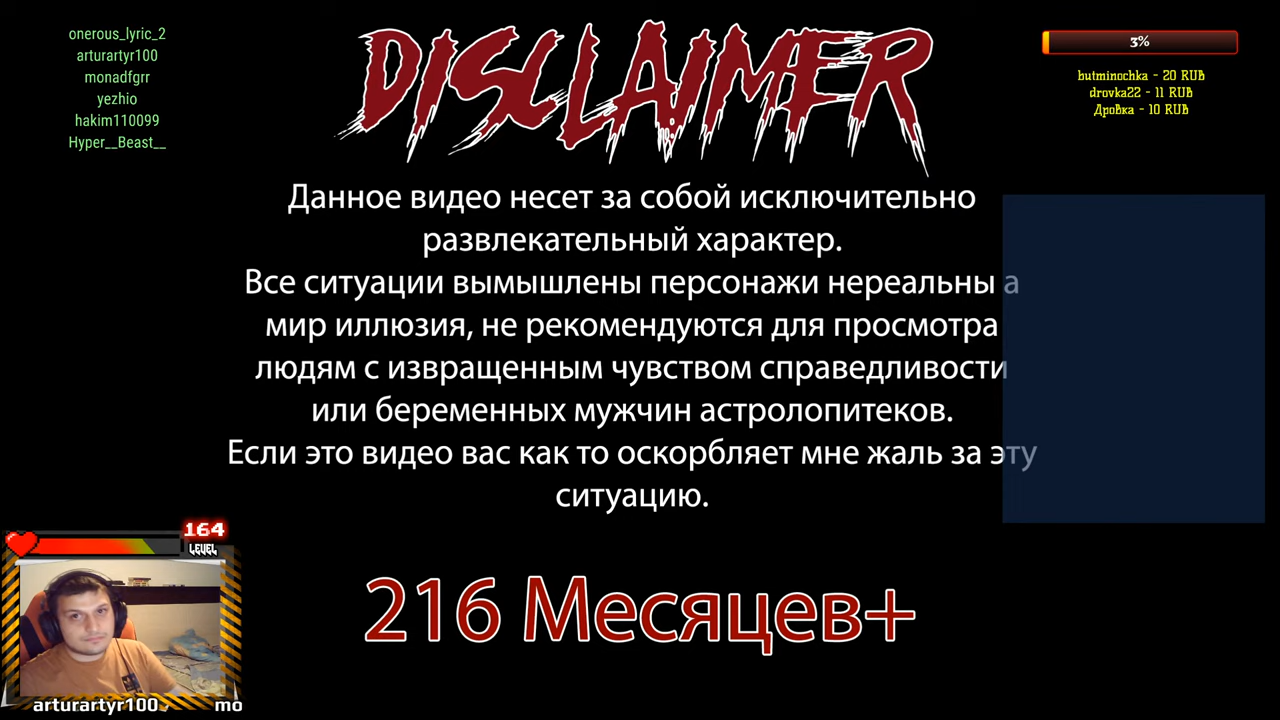 onerous_lyric_2
arturartyr100
monadfgrr
yezhio
hakim110099
Hyper__Beast__
DISCLAIMER
3%
butminochka - 20 RUB
drovka22 - 11 RUB
Дровка - 10 RUB
Данное видео несет за собой исключительно
развлекательный характер.
Все ситуации вымышлены персонажи нереальны а
мир иллюзия, не рекомендуются для просмотра
людям с извращенным чувством справедливости
или беременных мужчин астролопитеков.
Если это видео вас как то оскорбляет мне жаль за эту
ситуацию.
164
LEVEL
216 Месяцев+
arturartyr100 mo